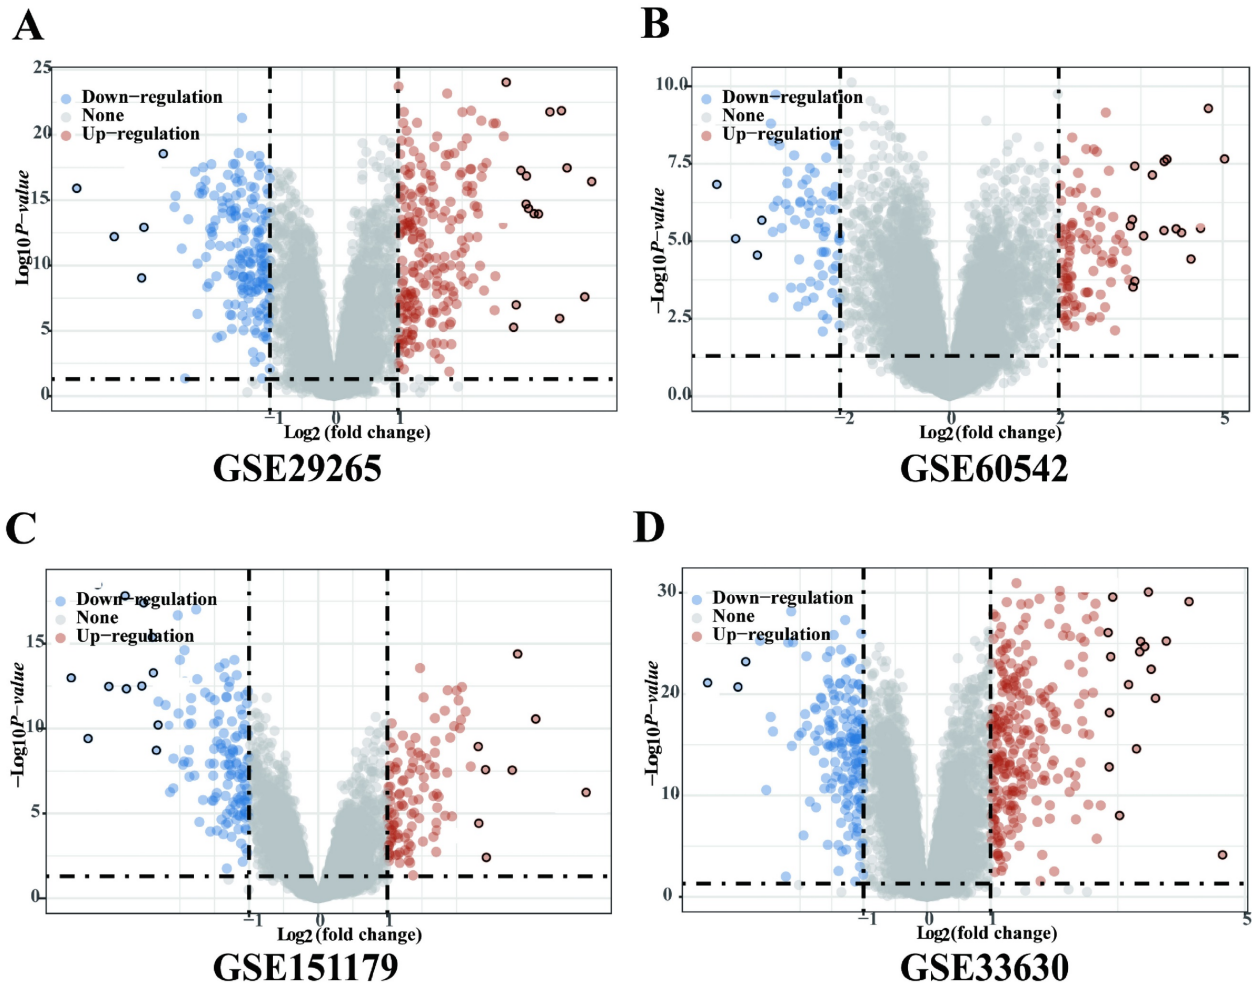 A
B
25
20
15
10
5
0
Log10P−value
Down−regulation
None
Up−regulation
−1
0
1
Log2 (fold change)
GSE29265
10.0
7.5
5.0
2.5
0.0
−Log10P−value
Down−regulation
None
Up−regulation
−2
0
2
5
Log2 (fold change)
GSE60542
C
D
15
10
5
0
−Log10P−value
Down−regulation
None
Up−regulation
−1
0
1
Log2 (fold change)
GSE151179
30
20
10
0
−Log10P−value
Down−regulation
None
Up−regulation
−1
0
1
5
Log2 (fold change)
GSE33630